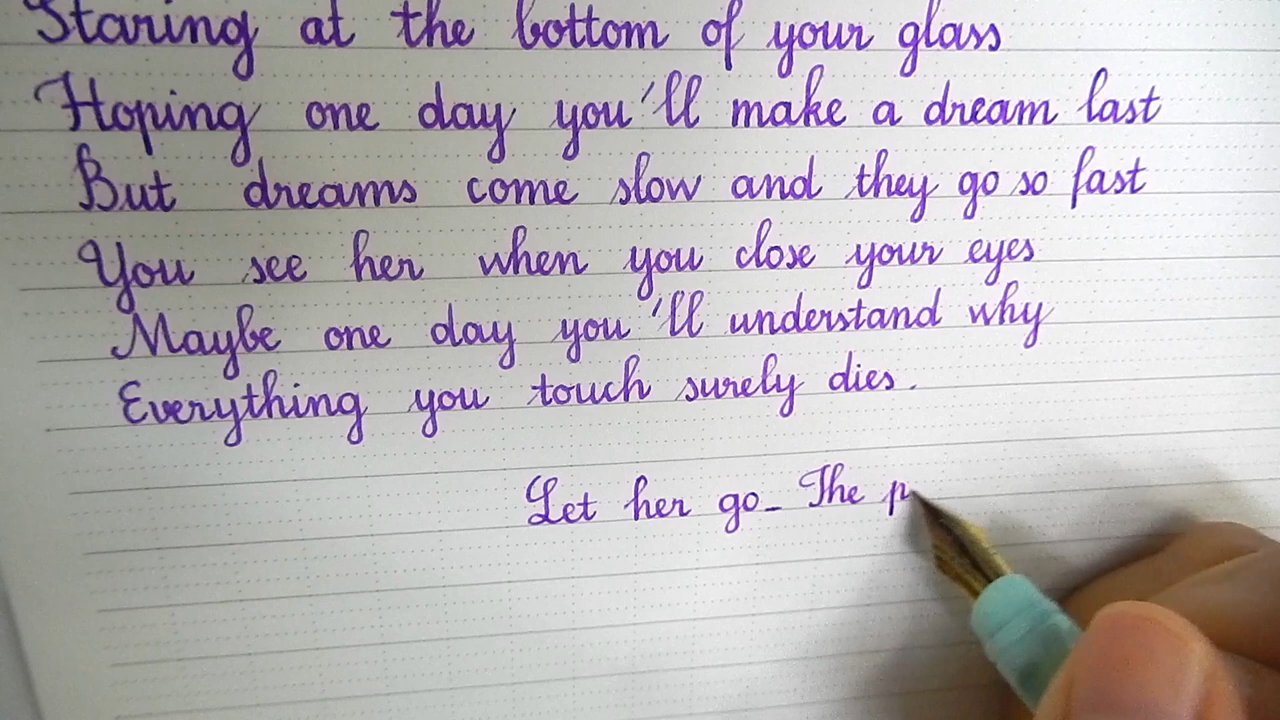 Staring at the bottom of your glass
Hoping one day you'll make a dream last
But dreams come slow and they go so fast
You see her when you close your eyes
Maybe one day you'll understand why
Everything you touch surely dies.
Let her go_ The p